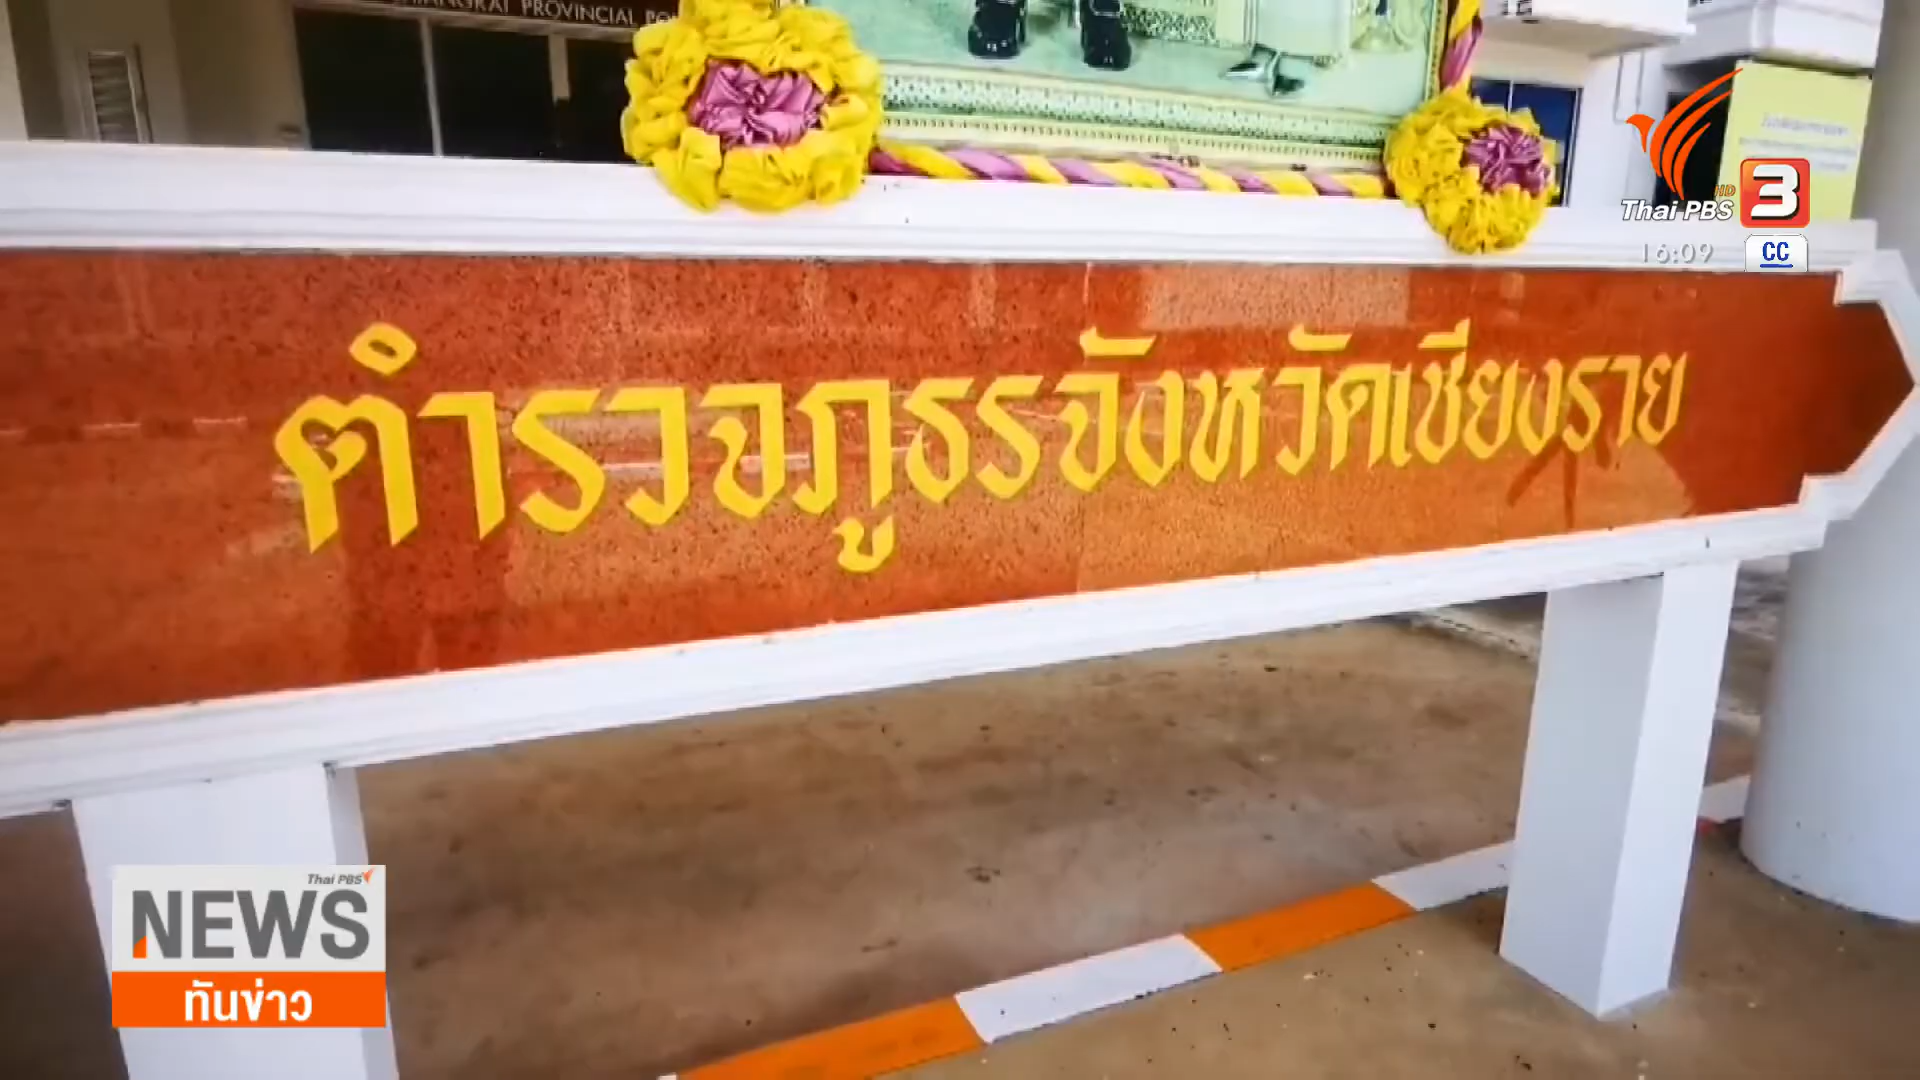 PROVINCIAL
HD
Thai PBS 3
16:09
CC
ตำรวจภูธรจังหวัดเชียงราย
Thai PBS
NEWS
ทันข่าว